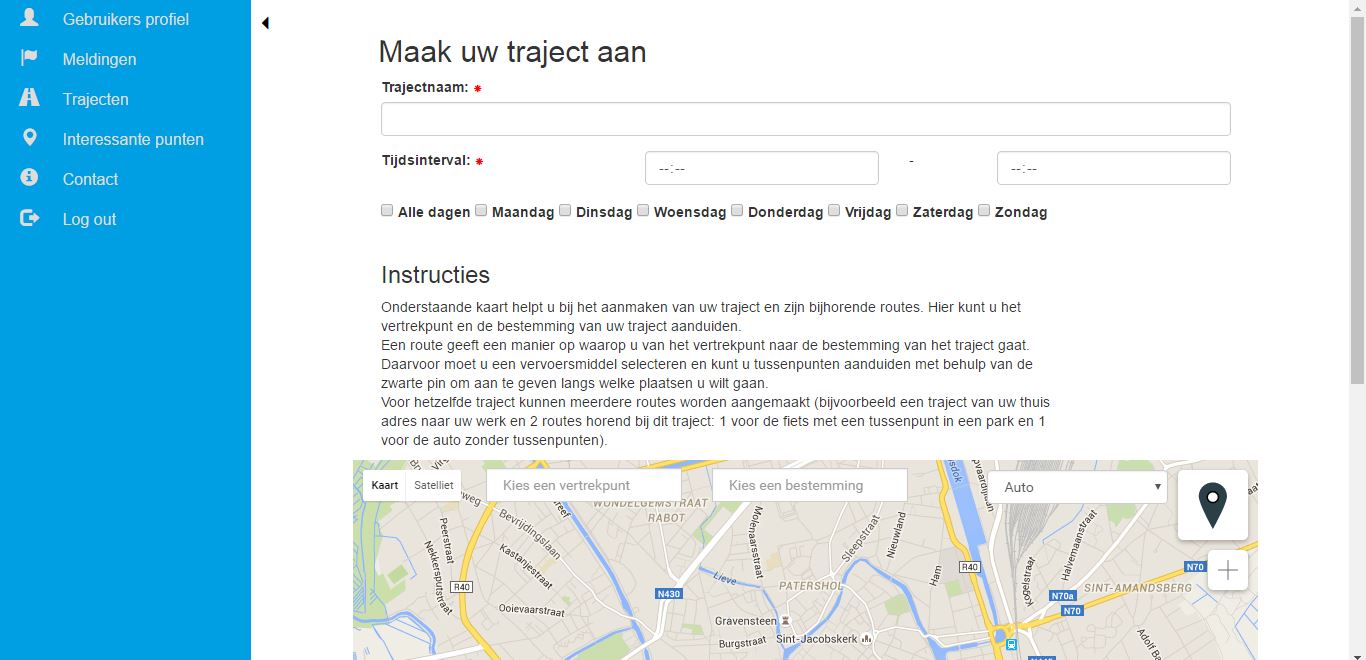 Gebruikers profiel
Meldingen
Trajecten
Interessante punten
Contact
Log out
Maak uw traject aan
Trajectnaam: *
Tijdsinterval: *
--:--
-
--:--
Alle dagen Maandag Dinsdag Woensdag Donderdag Vrijdag Zaterdag Zondag
Instructies
Onderstaande kaart helpt u bij het aanmaken van uw traject en zijn bijhorende routes. Hier kunt u het
vertrekpunt en de bestemming van uw traject aanduiden.
Een route geeft een manier op waarop u van het vertrekpunt naar de bestemming van het traject gaat.
Daarvoor moet u een vervoersmiddel selecteren en kunt u tussenpunten aanduiden met behulp van de
zwarte pin om aan te geven langs welke plaatsen u wilt gaan.
Voor hetzelfde traject kunnen meerdere routes worden aangemaakt (bijvoorbeeld een traject van uw thuis
adres naar uw werk en 2 routes horend bij dit traject: 1 voor de fiets met een tussenpunt in een park en 1
voor de auto zonder tussenpunten).
Kaart
Satelliet
Kies een vertrekpunt
Kies een bestemming
Auto
WONDELGEMSTRAAT
RABOT
Bevrijdingslaan
Peerstraat
Nekkersputstraat
Kastanjestraat
R40
Ooievaarstraat
N430
Lieve
Molenaarsstraat
PATERSHOL
Sleepstraat
Nieuwland
Ham
R40
Gravensteen
Burgstraat
Sint-Jacobskerk
Kogelstraat
Halvemaanstraat
N70
N70a
N70
SINT-AMANDSBERG